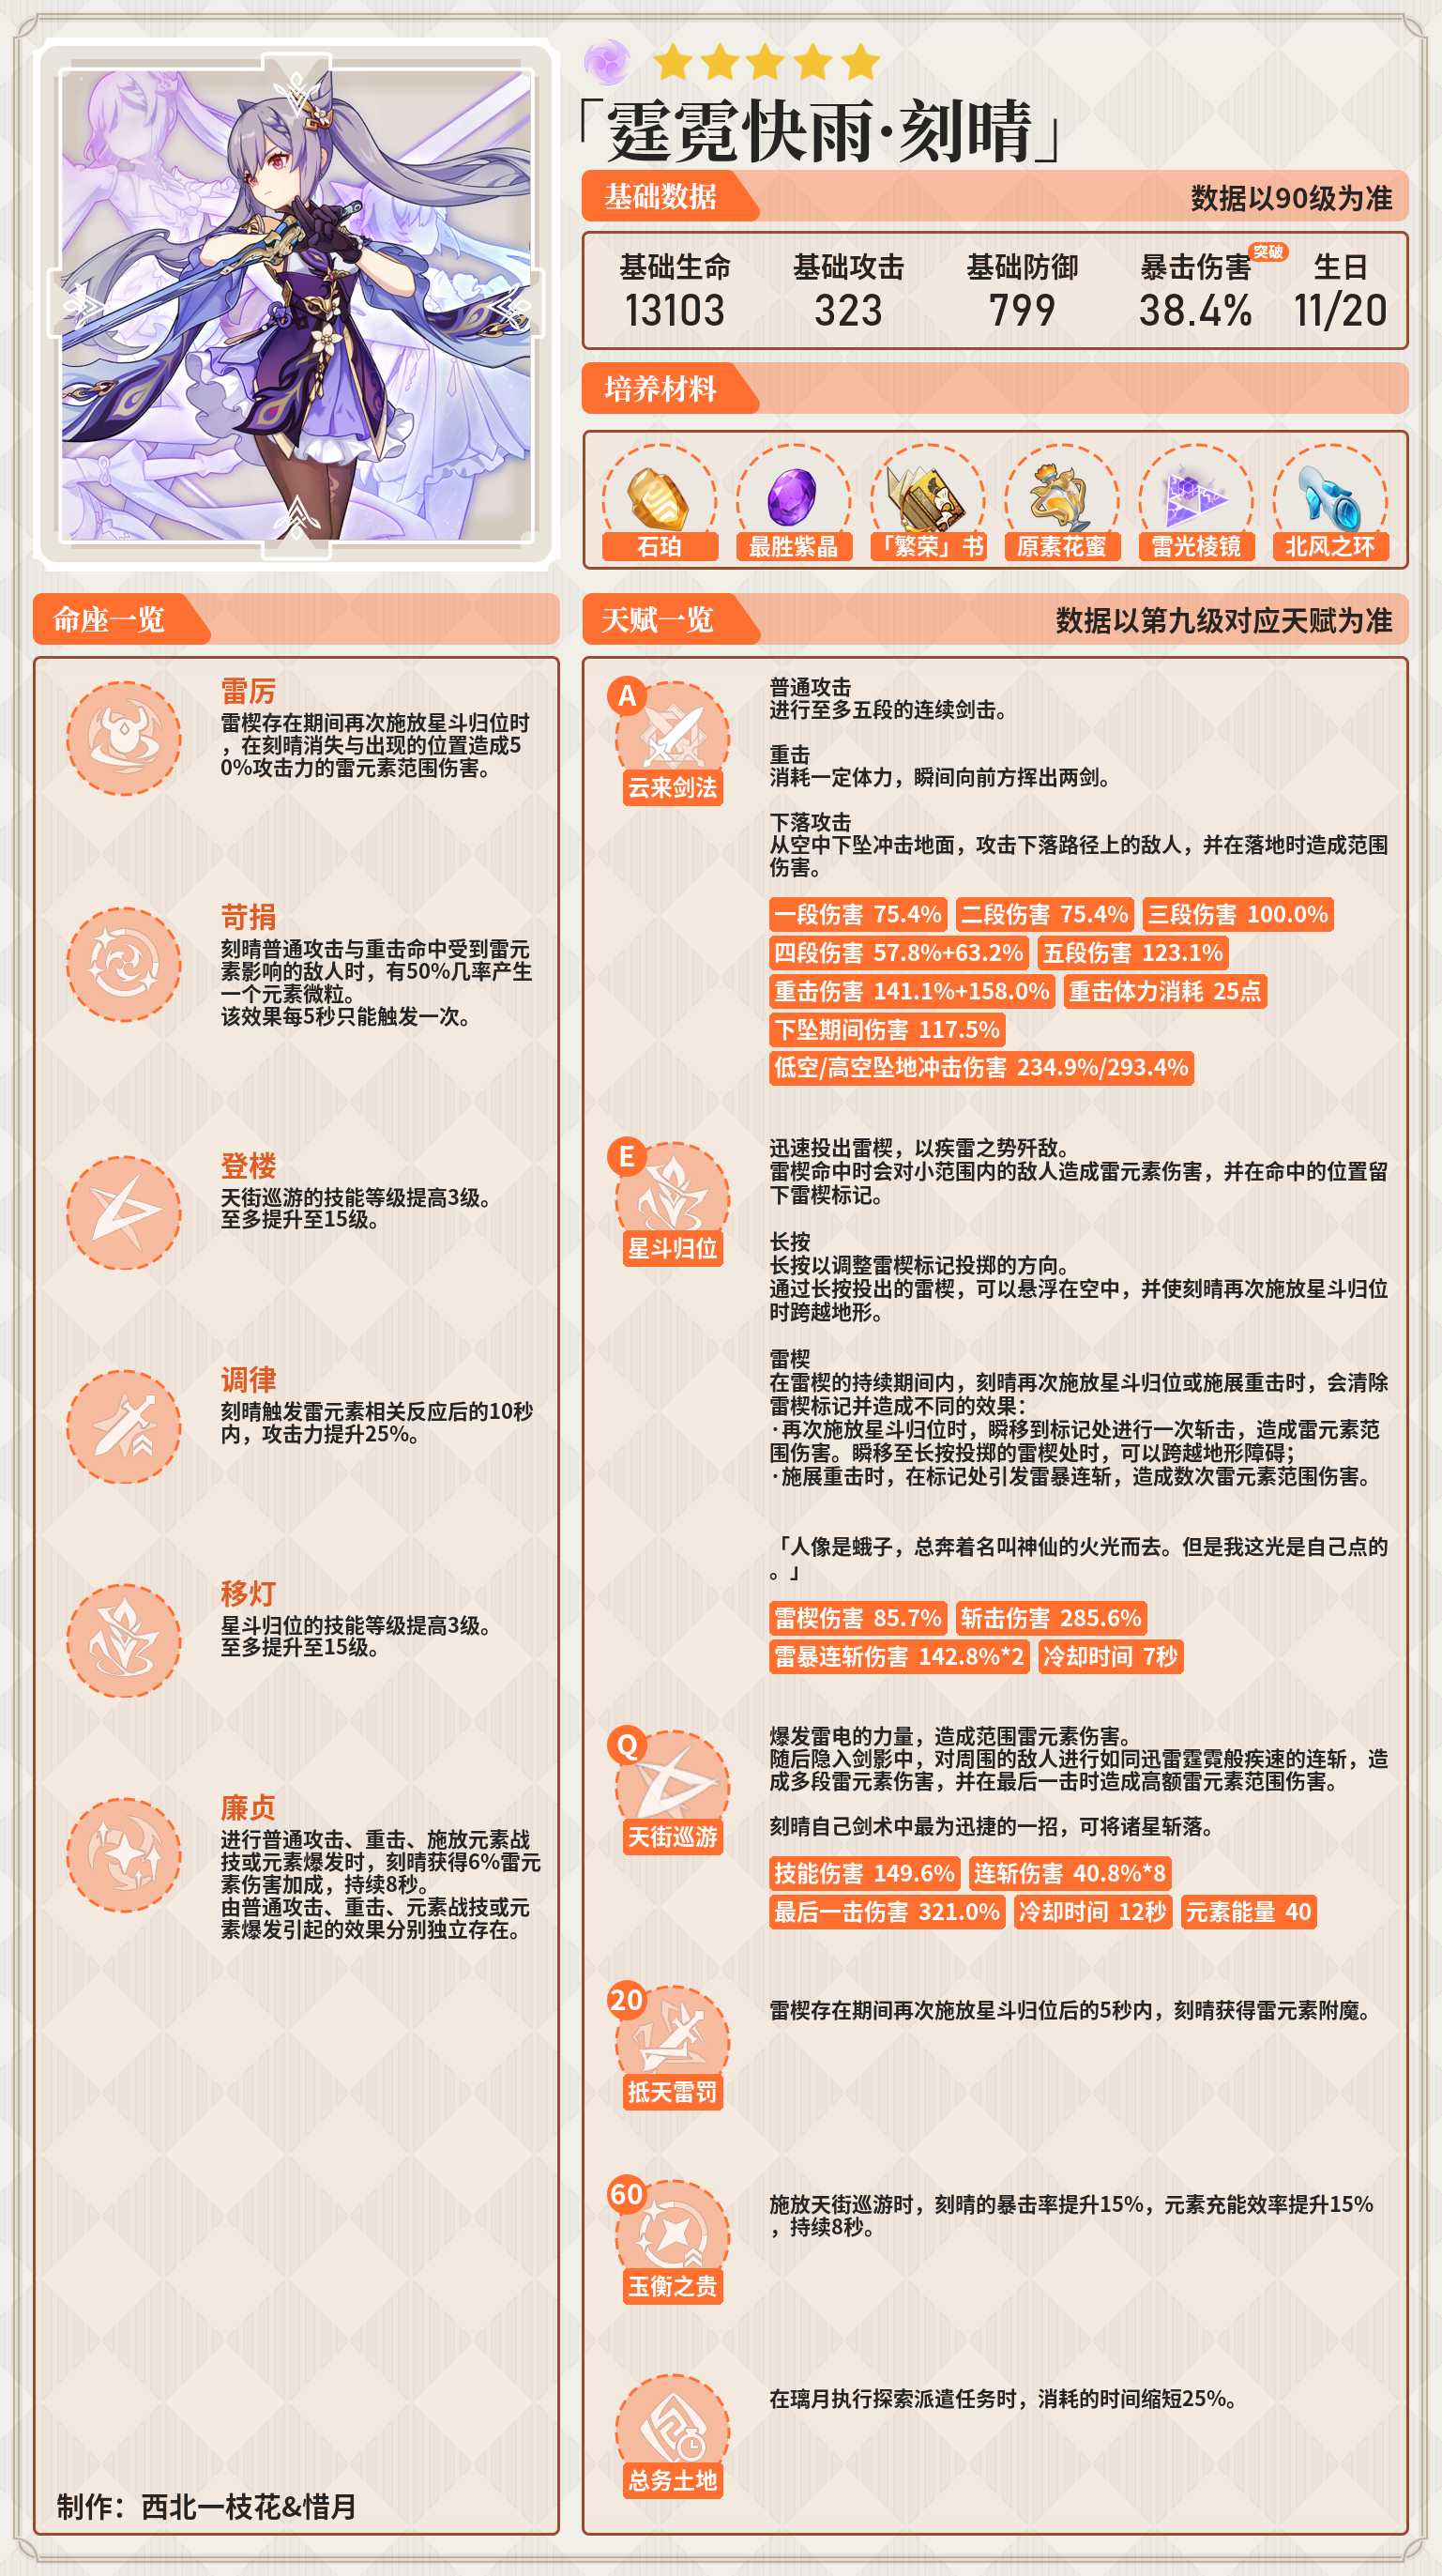 「霆霓快雨·刻晴」
基础数据
数据以90级为准
基础生命
基础攻击
基础防御
暴击伤害
突破
生日
13103
323
799
38.4%
11/20
培养材料
石珀
最胜紫晶
「繁荣」书
原素花蜜
雷光棱镜
北风之环
命座一览
雷厉
雷楔存在期间再次施放星斗归位时
，在刻晴消失与出现的位置造成5
0%攻击力的雷元素范围伤害。
苛捐
刻晴普通攻击与重击命中受到雷元
素影响的敌人时，有50%几率产生
一个元素微粒。
该效果每5秒只能触发一次。
登楼
天街巡游的技能等级提高3级。
至多提升至15级。
调律
刻晴触发雷元素相关反应后的10秒
内，攻击力提升25%。
移灯
星斗归位的技能等级提高3级。
至多提升至15级。
廉贞
进行普通攻击、重击、施放元素战
技或元素爆发时，刻晴获得6%雷元
素伤害加成，持续8秒。
由普通攻击、重击、元素战技或元
素爆发引起的效果分别独立存在。
制作：西北一枝花&惜月
天赋一览
数据以第九级对应天赋为准
A
云来剑法
普通攻击
进行至多五段的连续剑击。
重击
消耗一定体力，瞬间向前方挥出两剑。
下落攻击
从空中下坠冲击地面，攻击下落路径上的敌人，并在落地时造成范围
伤害。
一段伤害 75.4%
二段伤害 75.4%
三段伤害 100.0%
四段伤害 57.8%+63.2%
五段伤害 123.1%
重击伤害 141.1%+158.0%
重击体力消耗 25点
下坠期间伤害 117.5%
低空/高空坠地冲击伤害 234.9%/293.4%
E
星斗归位
迅速投出雷楔，以疾雷之势歼敌。
雷楔命中时会对小范围内的敌人造成雷元素伤害，并在命中的位置留
下雷楔标记。
长按
长按以调整雷楔标记投掷的方向。
通过长按投出的雷楔，可以悬浮在空中，并使刻晴再次施放星斗归位
时跨越地形。
雷楔
在雷楔的持续期间内，刻晴再次施放星斗归位或施展重击时，会清除
雷楔标记并造成不同的效果：
·再次施放星斗归位时，瞬移到标记处进行一次斩击，造成雷元素范
围伤害。瞬移至长按投掷的雷楔处时，可以跨越地形障碍；
·施展重击时，在标记处引发雷暴连斩，造成数次雷元素范围伤害。
「人像是蛾子，总奔着名叫神仙的火光而去。但是我这光是自己点的
。」
雷楔伤害 85.7%
斩击伤害 285.6%
雷暴连斩伤害 142.8%*2
冷却时间 7秒
Q
天街巡游
爆发雷电的力量，造成范围雷元素伤害。
随后隐入剑影中，对周围的敌人进行如同迅雷霆霓般疾速的连斩，造
成多段雷元素伤害，并在最后一击时造成高额雷元素范围伤害。
刻晴自己剑术中最为迅捷的一招，可将诸星斩落。
技能伤害 149.6%
连斩伤害 40.8%*8
最后一击伤害 321.0%
冷却时间 12秒
元素能量 40
20
抵天雷罚
雷楔存在期间再次施放星斗归位后的5秒内，刻晴获得雷元素附魔。
60
玉衡之贵
施放天街巡游时，刻晴的暴击率提升15%，元素充能效率提升15%
，持续8秒。
总务土地
在璃月执行探索派遣任务时，消耗的时间缩短25%。